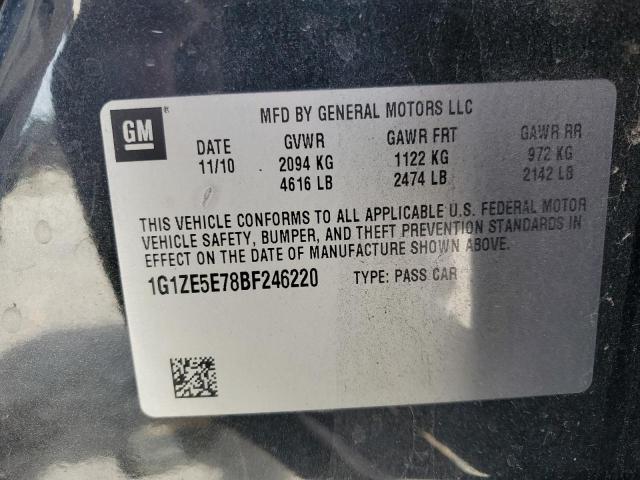 GM
MFD BY GENERAL MOTORS LLC
DATE GVWR GAWR FRT GAWR RR
11/10 2094 KG 1122 KG 972 KG
4616 LB 2474 LB 2142 LB
THIS VEHICLE CONFORMS TO ALL APPLICABLE U.S. FEDERAL MOTOR
VEHICLE SAFETY, BUMPER, AND THEFT PREVENTION STANDARDS IN
EFFECT ON THE DATE OF MANUFACTURE SHOWN ABOVE.
1G1ZE5E78BF246220 TYPE: PASS CAR